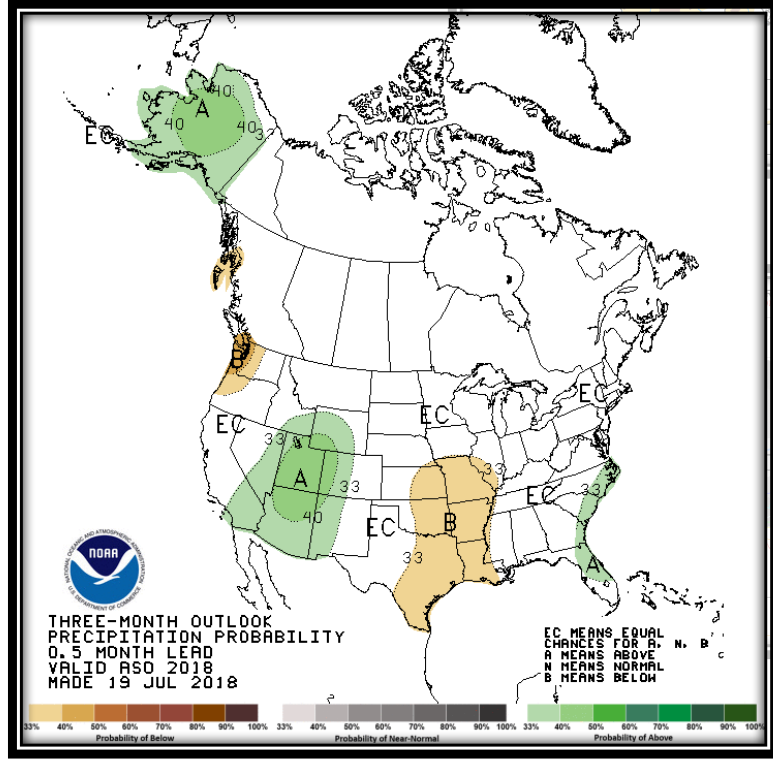 40
A
40
40
33
EC
B
EC
EC
EC
33
33
A
33
33
40
EC
B
EC
33
A
33
NOAA
NATIONAL OCEANIC AND ATMOSPHERIC ADMINISTRATION
U.S. DEPARTMENT OF COMMERCE
THREE-MONTH OUTLOOK
PRECIPITATION PROBABILITY
0.5 MONTH LEAD
VALID ASO 2018
MADE 19 JUL 2018
EC MEANS EQUAL
CHANCES FOR A, N, B
A MEANS ABOVE
N MEANS NORMAL
B MEANS BELOW
33% 40% 50% 60% 70% 80% 90% 100%
Probability of Below
33% 40% 50% 60% 70% 80% 90% 100%
Probability of Near-Normal
33% 40% 50% 60% 70% 80% 90% 100%
Probability of Above